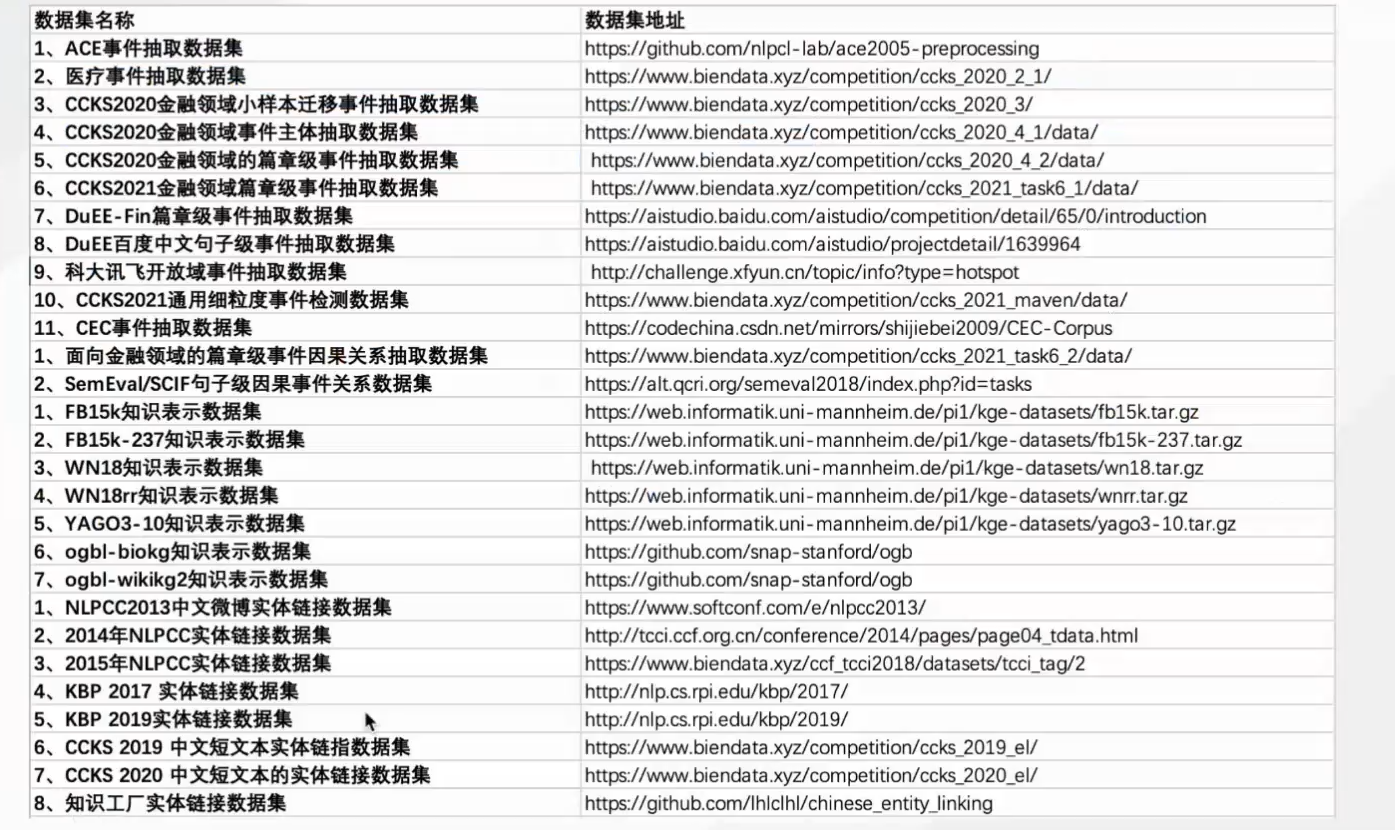 数据集名称 数据集地址
1、ACE事件抽取数据集 https://github.com/nlpcl-lab/ace2005-preprocessing
2、医疗事件抽取数据集 https://www.biendata.xyz/competition/ccks_2020_2_1/
3、CCKS2020金融领域小样本迁移事件抽取数据集 https://www.biendata.xyz/competition/ccks_2020_3/
4、CCKS2020金融领域事件主体抽取数据集 https://www.biendata.xyz/competition/ccks_2020_4_1/data/
5、CCKS2020金融领域的篇章级事件抽取数据集 https://www.biendata.xyz/competition/ccks_2020_4_2/data/
6、CCKS2021金融领域篇章级事件抽取数据集 https://www.biendata.xyz/competition/ccks_2021_task6_1/data/
7、DuEE-Fin篇章级事件抽取数据集 https://aistudio.baidu.com/aistudio/competition/detail/65/0/introduction
8、DuEE百度中文句子级事件抽取数据集 https://aistudio.baidu.com/aistudio/projectdetail/1639964
9、科大讯飞开放域事件抽取数据集 http://challenge.xfyun.cn/topic/info?type=hotspot
10、CCKS2021通用细粒度事件检测数据集 https://www.biendata.xyz/competition/ccks_2021_maven/data/
11、CEC事件抽取数据集 https://codechina.csdn.net/mirrors/shijiebei2009/CEC-Corpus
1、面向金融领域的篇章级事件因果关系抽取数据集 https://www.biendata.xyz/competition/ccks_2021_task6_2/data/
2、SemEval/SCIF句子级因果事件关系数据集 https://alt.qcri.org/semeval2018/index.php?id=tasks
1、FB15k知识表示数据集 https://web.informatik.uni-mannheim.de/pi1/kge-datasets/fb15k.tar.gz
2、FB15k-237知识表示数据集 https://web.informatik.uni-mannheim.de/pi1/kge-datasets/fb15k-237.tar.gz
3、WN18知识表示数据集 https://web.informatik.uni-mannheim.de/pi1/kge-datasets/wn18.tar.gz
4、WN18rr知识表示数据集 https://web.informatik.uni-mannheim.de/pi1/kge-datasets/wnrr.tar.gz
5、YAGO3-10知识表示数据集 https://web.informatik.uni-mannheim.de/pi1/kge-datasets/yago3-10.tar.gz
6、ogbl-biokg知识表示数据集 https://github.com/snap-stanford/ogb
7、ogbl-wikikg2知识表示数据集 https://github.com/snap-stanford/ogb
1、NLPCC2013中文微博实体链接数据集 https://www.softconf.com/e/nlpcc2013/
2、2014年NLPCC实体链接数据集 http://tcci.ccf.org.cn/conference/2014/pages/page04_tdata.html
3、2015年NLPCC实体链接数据集 https://www.biendata.xyz/ccf_tcci2018/datasets/tcci_tag/2
4、KBP 2017 实体链接数据集 http://nlp.cs.rpi.edu/kbp/2017/
5、KBP 2019实体链接数据集 http://nlp.cs.rpi.edu/kbp/2019/
6、CCKS 2019 中文短文本实体链指数据集 https://www.biendata.xyz/competition/ccks_2019_el/
7、CCKS 2020 中文短文本的实体链接数据集 https://www.biendata.xyz/competition/ccks_2020_el/
8、知识工厂实体链接数据集 https://github.com/lhlclhl/chinese_entity_linking